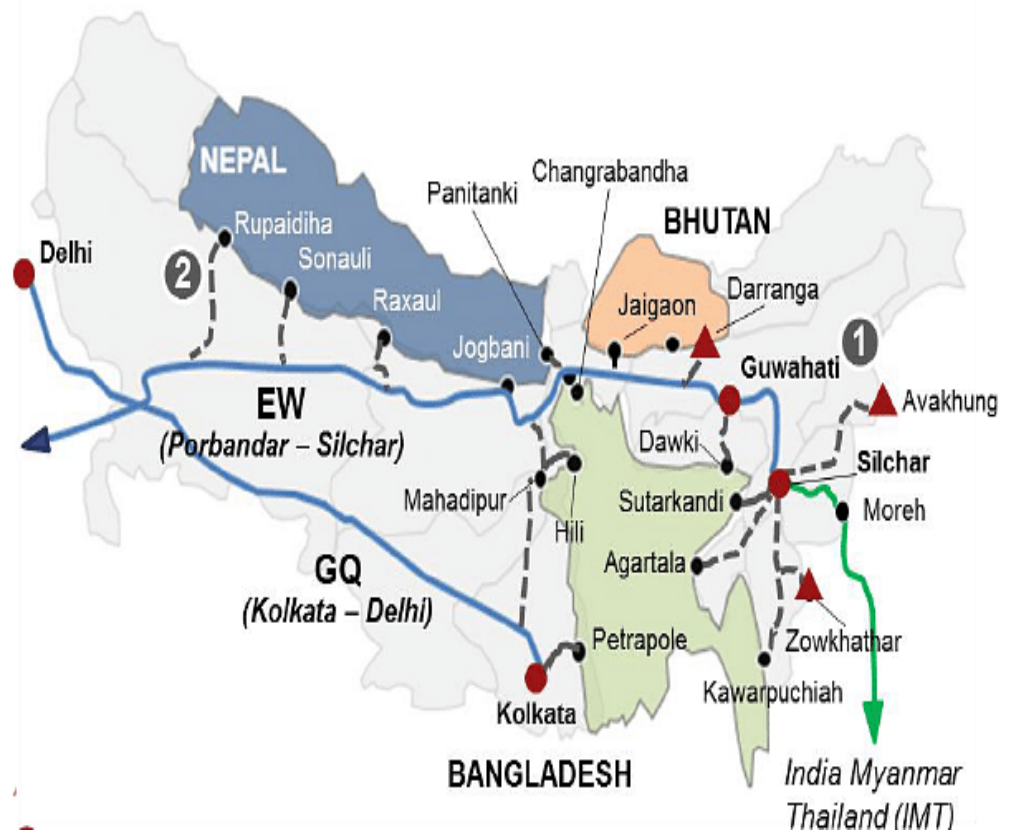 NEPAL
Changrabandha
Panitanki
BHUTAN
Rupaidiha
Delhi
Sonauli
2
Raxaul
Jaigaon
Darranga
Jogbani
1
Guwahati
EW
(Porbandar – Silchar)
Avakhung
Dawki
Silchar
Mahadipur
Sutarkandi
Moreh
Hili
GQ
(Kolkata – Delhi)
Agartala
Petrapole
Zowkhathar
Kawarpuchiah
Kolkata
BANGLADESH
India Myanmar
Thailand (IMT)